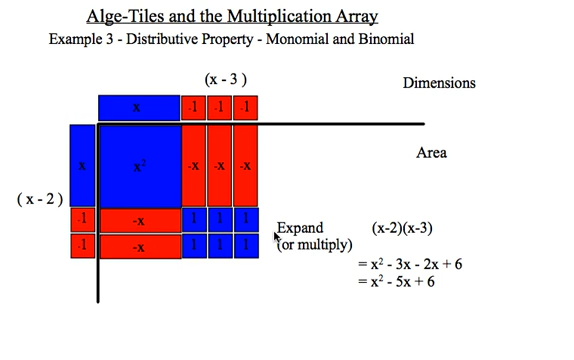 Alge-Tiles and the Multiplication Array
Example 3 - Distributive Property - Monomial and Binomial
(x - 3 )
Dimensions
x -1 -1 -1
Area
x x² -x -x -x
( x - 2 )
-1 -x 1 1 1
-1 -x 1 1 1
Expand (x-2)(x-3)
(or multiply)
= x² - 3x - 2x + 6
= x² - 5x + 6